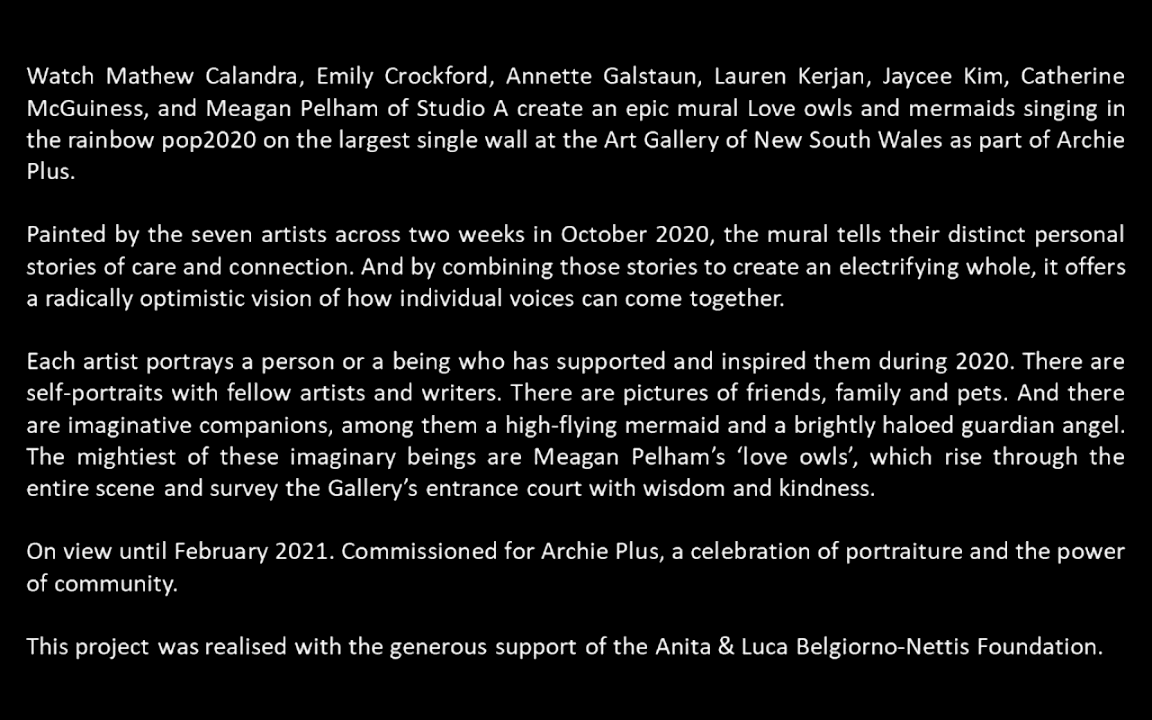 Watch Mathew Calandra, Emily Crockford, Annette Galstaun, Lauren Kerjan, Jaycee Kim, Catherine
McGuiness, and Meagan Pelham of Studio A create an epic mural Love owls and mermaids singing in
the rainbow pop2020 on the largest single wall at the Art Gallery of New South Wales as part of Archie
Plus.
Painted by the seven artists across two weeks in October 2020, the mural tells their distinct personal
stories of care and connection. And by combining those stories to create an electrifying whole, it offers
a radically optimistic vision of how individual voices can come together.
Each artist portrays a person or a being who has supported and inspired them during 2020. There are
self-portraits with fellow artists and writers. There are pictures of friends, family and pets. And there
are imaginative companions, among them a high-flying mermaid and a brightly haloed guardian angel.
The mightiest of these imaginary beings are Meagan Pelham’s ‘love owls’, which rise through the
entire scene and survey the Gallery’s entrance court with wisdom and kindness.
On view until February 2021. Commissioned for Archie Plus, a celebration of portraiture and the power
of community.
This project was realised with the generous support of the Anita & Luca Belgiorno-Nettis Foundation.